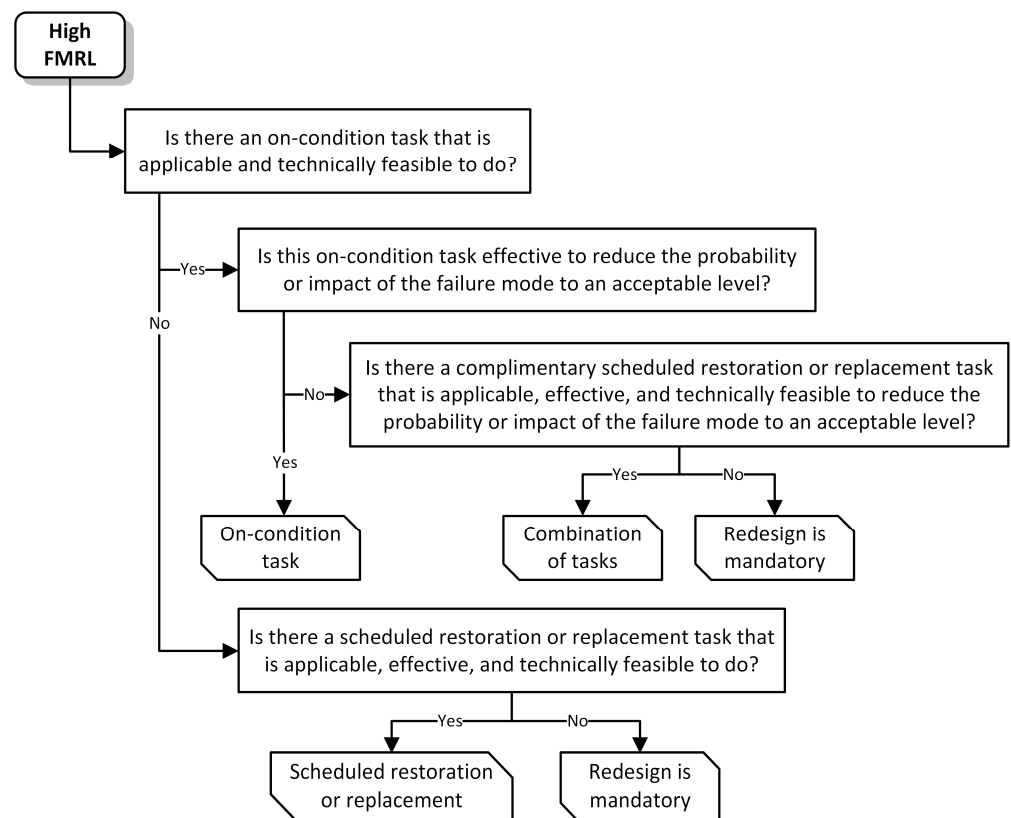 High
FMRL
Is there an on-condition task that is
applicable and technically feasible to do?
Yes
Is this on-condition task effective to reduce the probability
or impact of the failure mode to an acceptable level?
No
No
Is there a complimentary scheduled restoration or replacement task
that is applicable, effective, and technically feasible to reduce the
probability or impact of the failure mode to an acceptable level?
Yes
Yes
No
On-condition
task
Combination
of tasks
Redesign is
mandatory
Is there a scheduled restoration or replacement task that
is applicable, effective, and technically feasible to do?
Yes
No
Scheduled restoration
or replacement
Redesign is
mandatory